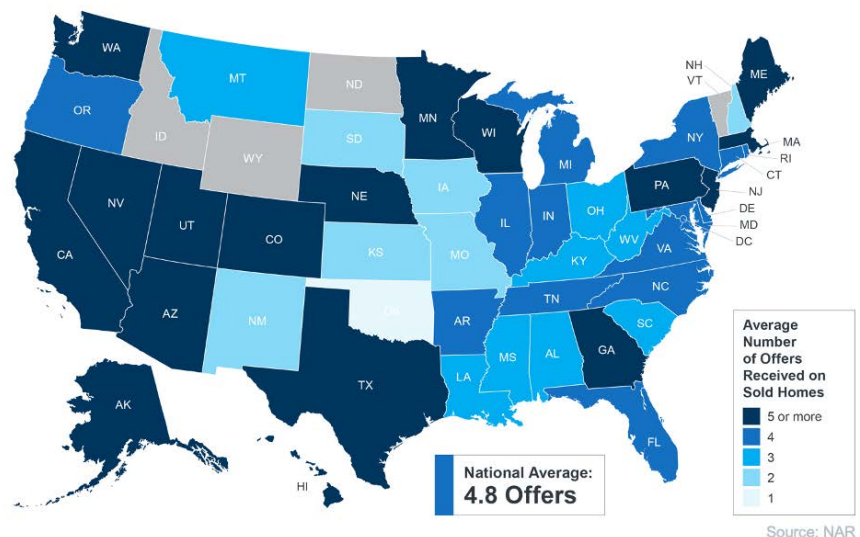 WA
MT
ND
OR
ID
WY
SD
MN
WI
MI
NY
NH
VT
ME
MA
RI
CT
NJ
DE
MD
DC
NV
UT
CO
NE
IA
IL
IN
OH
PA
CA
KS
MO
KY
WV
VA
AZ
NM
OK
AR
TN
NC
TX
LA
MS
AL
GA
SC
FL
AK
HI
National Average:
4.8 Offers
Average
Number
of Offers
Received on
Sold Homes
5 or more
4
3
2
1
Source: NAR